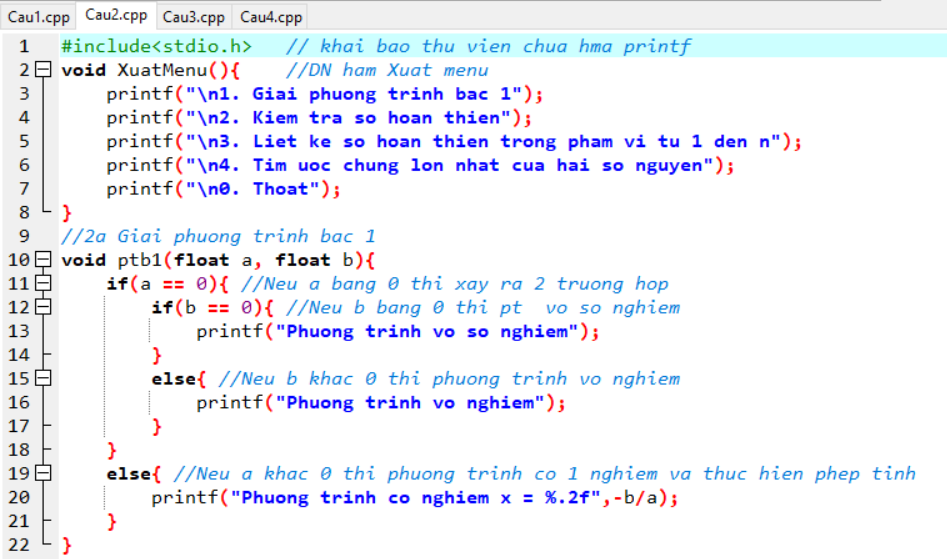 Cau1.cpp Cau2.cpp Cau3.cpp Cau4.cpp
1 #include<stdio.h> // khai bao thu vien chua hma printf
2 void XuatMenu(){ //DN ham Xuat menu
3 printf("\n1. Giai phuong trinh bac 1");
4 printf("\n2. Kiem tra so hoan thien");
5 printf("\n3. Liet ke so hoan thien trong pham vi tu 1 den n");
6 printf("\n4. Tim uoc chung lon nhat cua hai so nguyen");
7 printf("\n0. Thoat");
8 }
9 //2a Giai phuong trinh bac 1
10 void ptb1(float a, float b){
11 if(a == 0){ //Neu a bang 0 thi xay ra 2 truong hop
12 if(b == 0){ //Neu b bang 0 thi pt  vo so nghiem
13 printf("Phuong trinh vo so nghiem");
14 }
15 else{ //Neu b khac 0 thi phuong trinh vo nghiem
16 printf("Phuong trinh vo nghiem");
17 }
18 }
19 else{ //Neu a khac 0 thi phuong trinh co 1 nghiem va thuc hien phep tinh
20 printf("Phuong trinh co nghiem x = %.2f",-b/a);
21 }
22 }